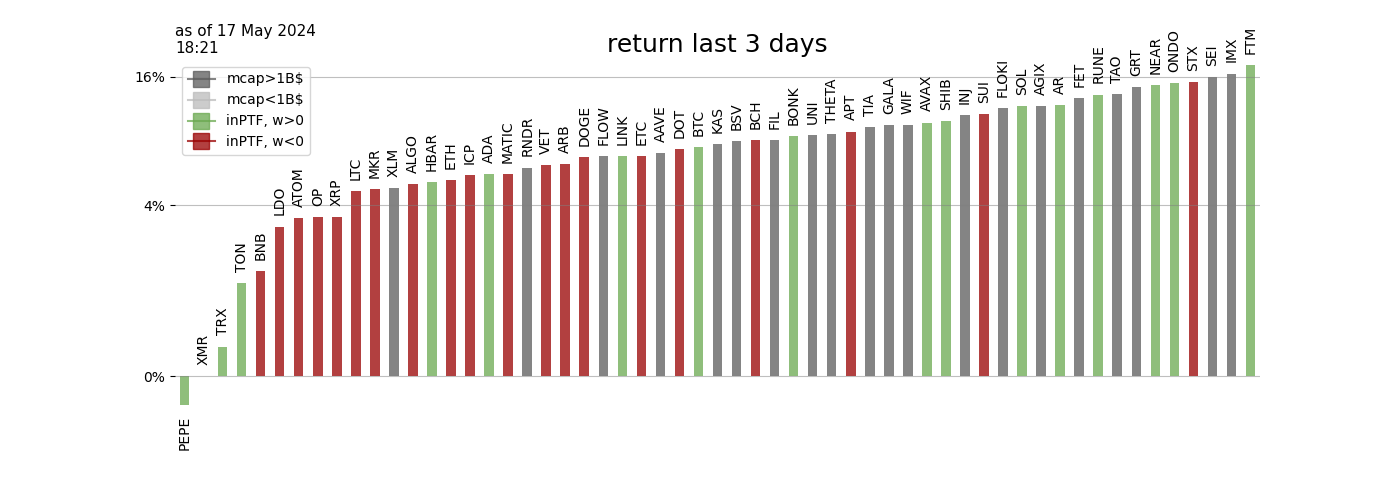 as of 17 May 2024
18:21
return last 3 days
16%
4%
0%
mcap>1B$
mcap<1B$
inPTF, w>0
inPTF, w<0
PEPE
XMR
TRX
TON
BNB
LDO
ATOM
OP
XRP
LTC
MKR
XLM
ALGO
HBAR
ETH
ICP
ADA
MATIC
RNDR
VET
ARB
DOGE
FLOW
LINK
ETC
AAVE
DOT
BTC
KAS
BSV
BCH
FIL
BONK
UNI
THETA
APT
TIA
GALA
WIF
AVAX
SHIB
INJ
SUI
FLOKI
SOL
AGIX
AR
FET
RUNE
TAO
GRT
NEAR
ONDO
STX
SEI
IMX
FTM